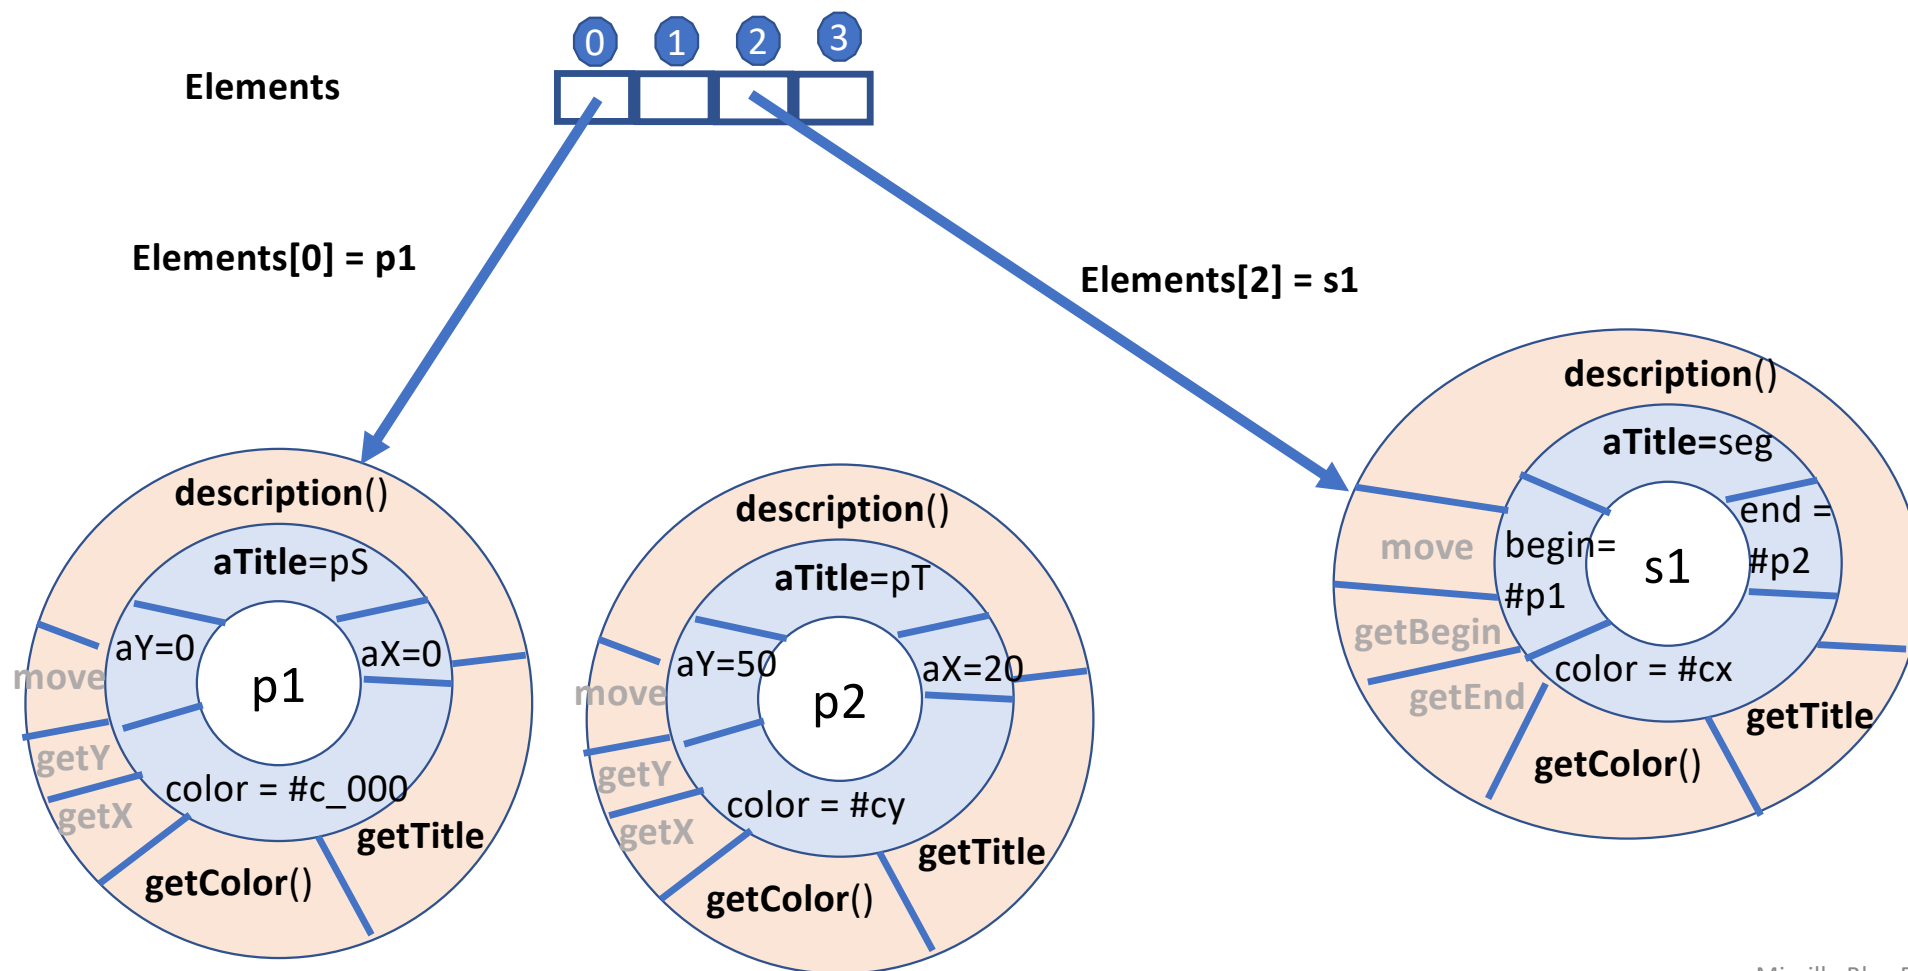 0
1
2
3
Elements
Elements[0] = p1
Elements[2] = s1
description()
aTitle=pS
aY=0
aX=0
p1
move
getY
getX
color = #c_000
getTitle
getColor()
description()
aTitle=pT
aY=50
aX=20
p2
move
getY
getX
color = #cy
getTitle
getColor()
description()
aTitle=seg
end =
#p2
begin=
#p1
s1
move
getBegin
getEnd
color = #cx
getTitle
getColor()